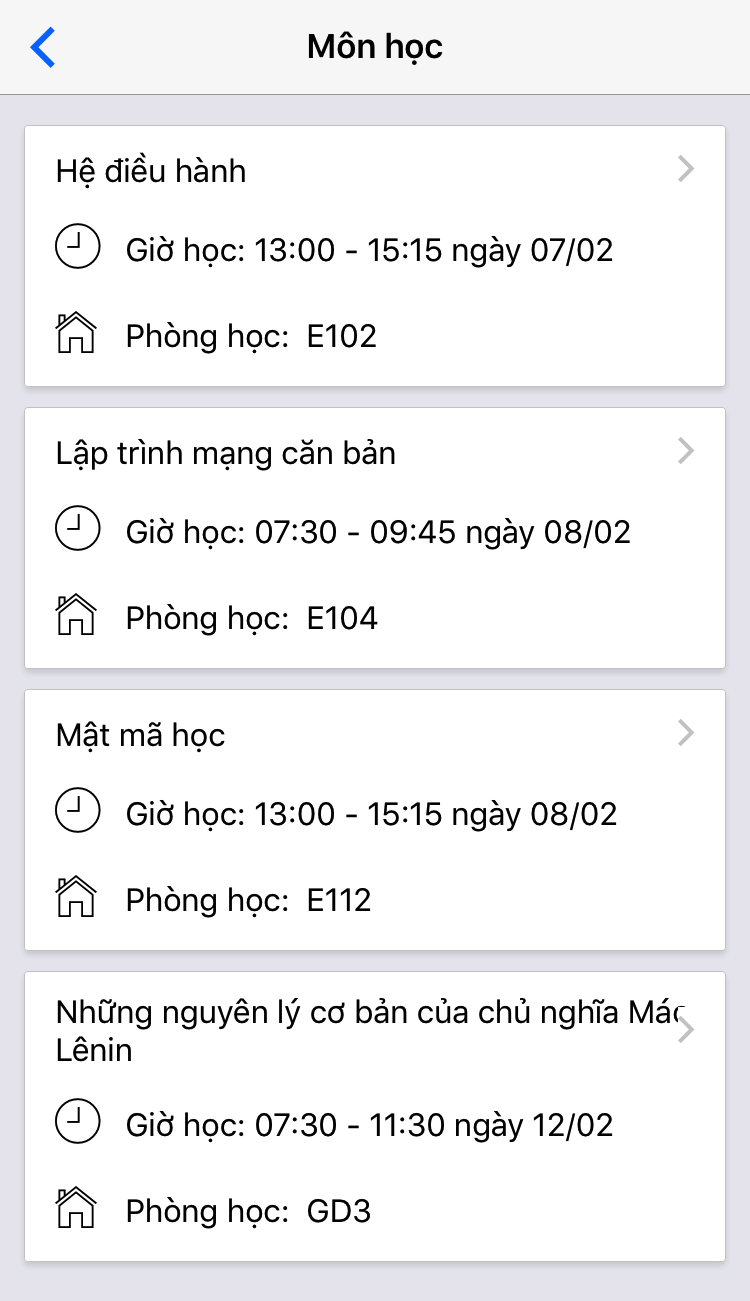 Môn học
Hệ điều hành
Giờ học: 13:00 - 15:15 ngày 07/02
Phòng học: E102
Lập trình mạng căn bản
Giờ học: 07:30 - 09:45 ngày 08/02
Phòng học: E104
Mật mã học
Giờ học: 13:00 - 15:15 ngày 08/02
Phòng học: E112
Những nguyên lý cơ bản của chủ nghĩa Mác
Lênin
Giờ học: 07:30 - 11:30 ngày 12/02
Phòng học: GD3